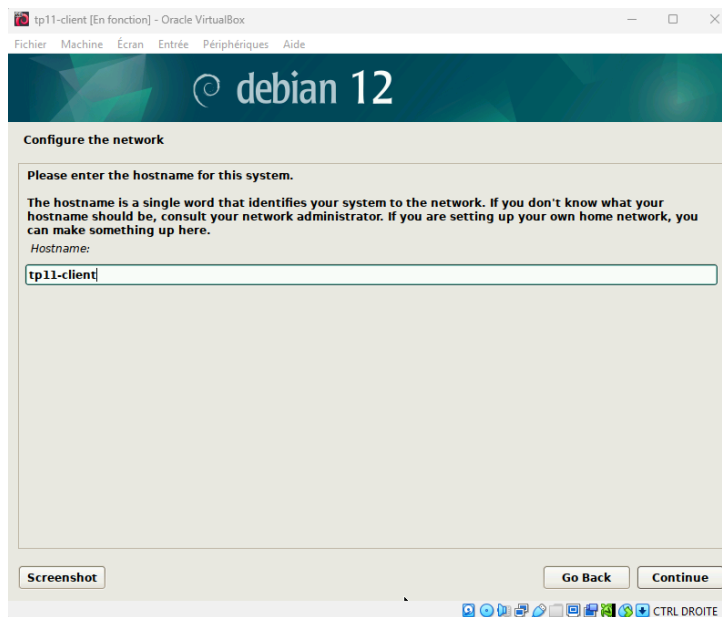 tp11-client [En fonction] - Oracle VirtualBox
Fichier Machine Écran Entrée Périphériques Aide
debian 12
Configure the network
Please enter the hostname for this system.
The hostname is a single word that identifies your system to the network. If you don't know what your
hostname should be, consult your network administrator. If you are setting up your own home network, you
can make something up here.
Hostname:
tp11-client
Screenshot
Go Back
Continue
CTRL DROITE